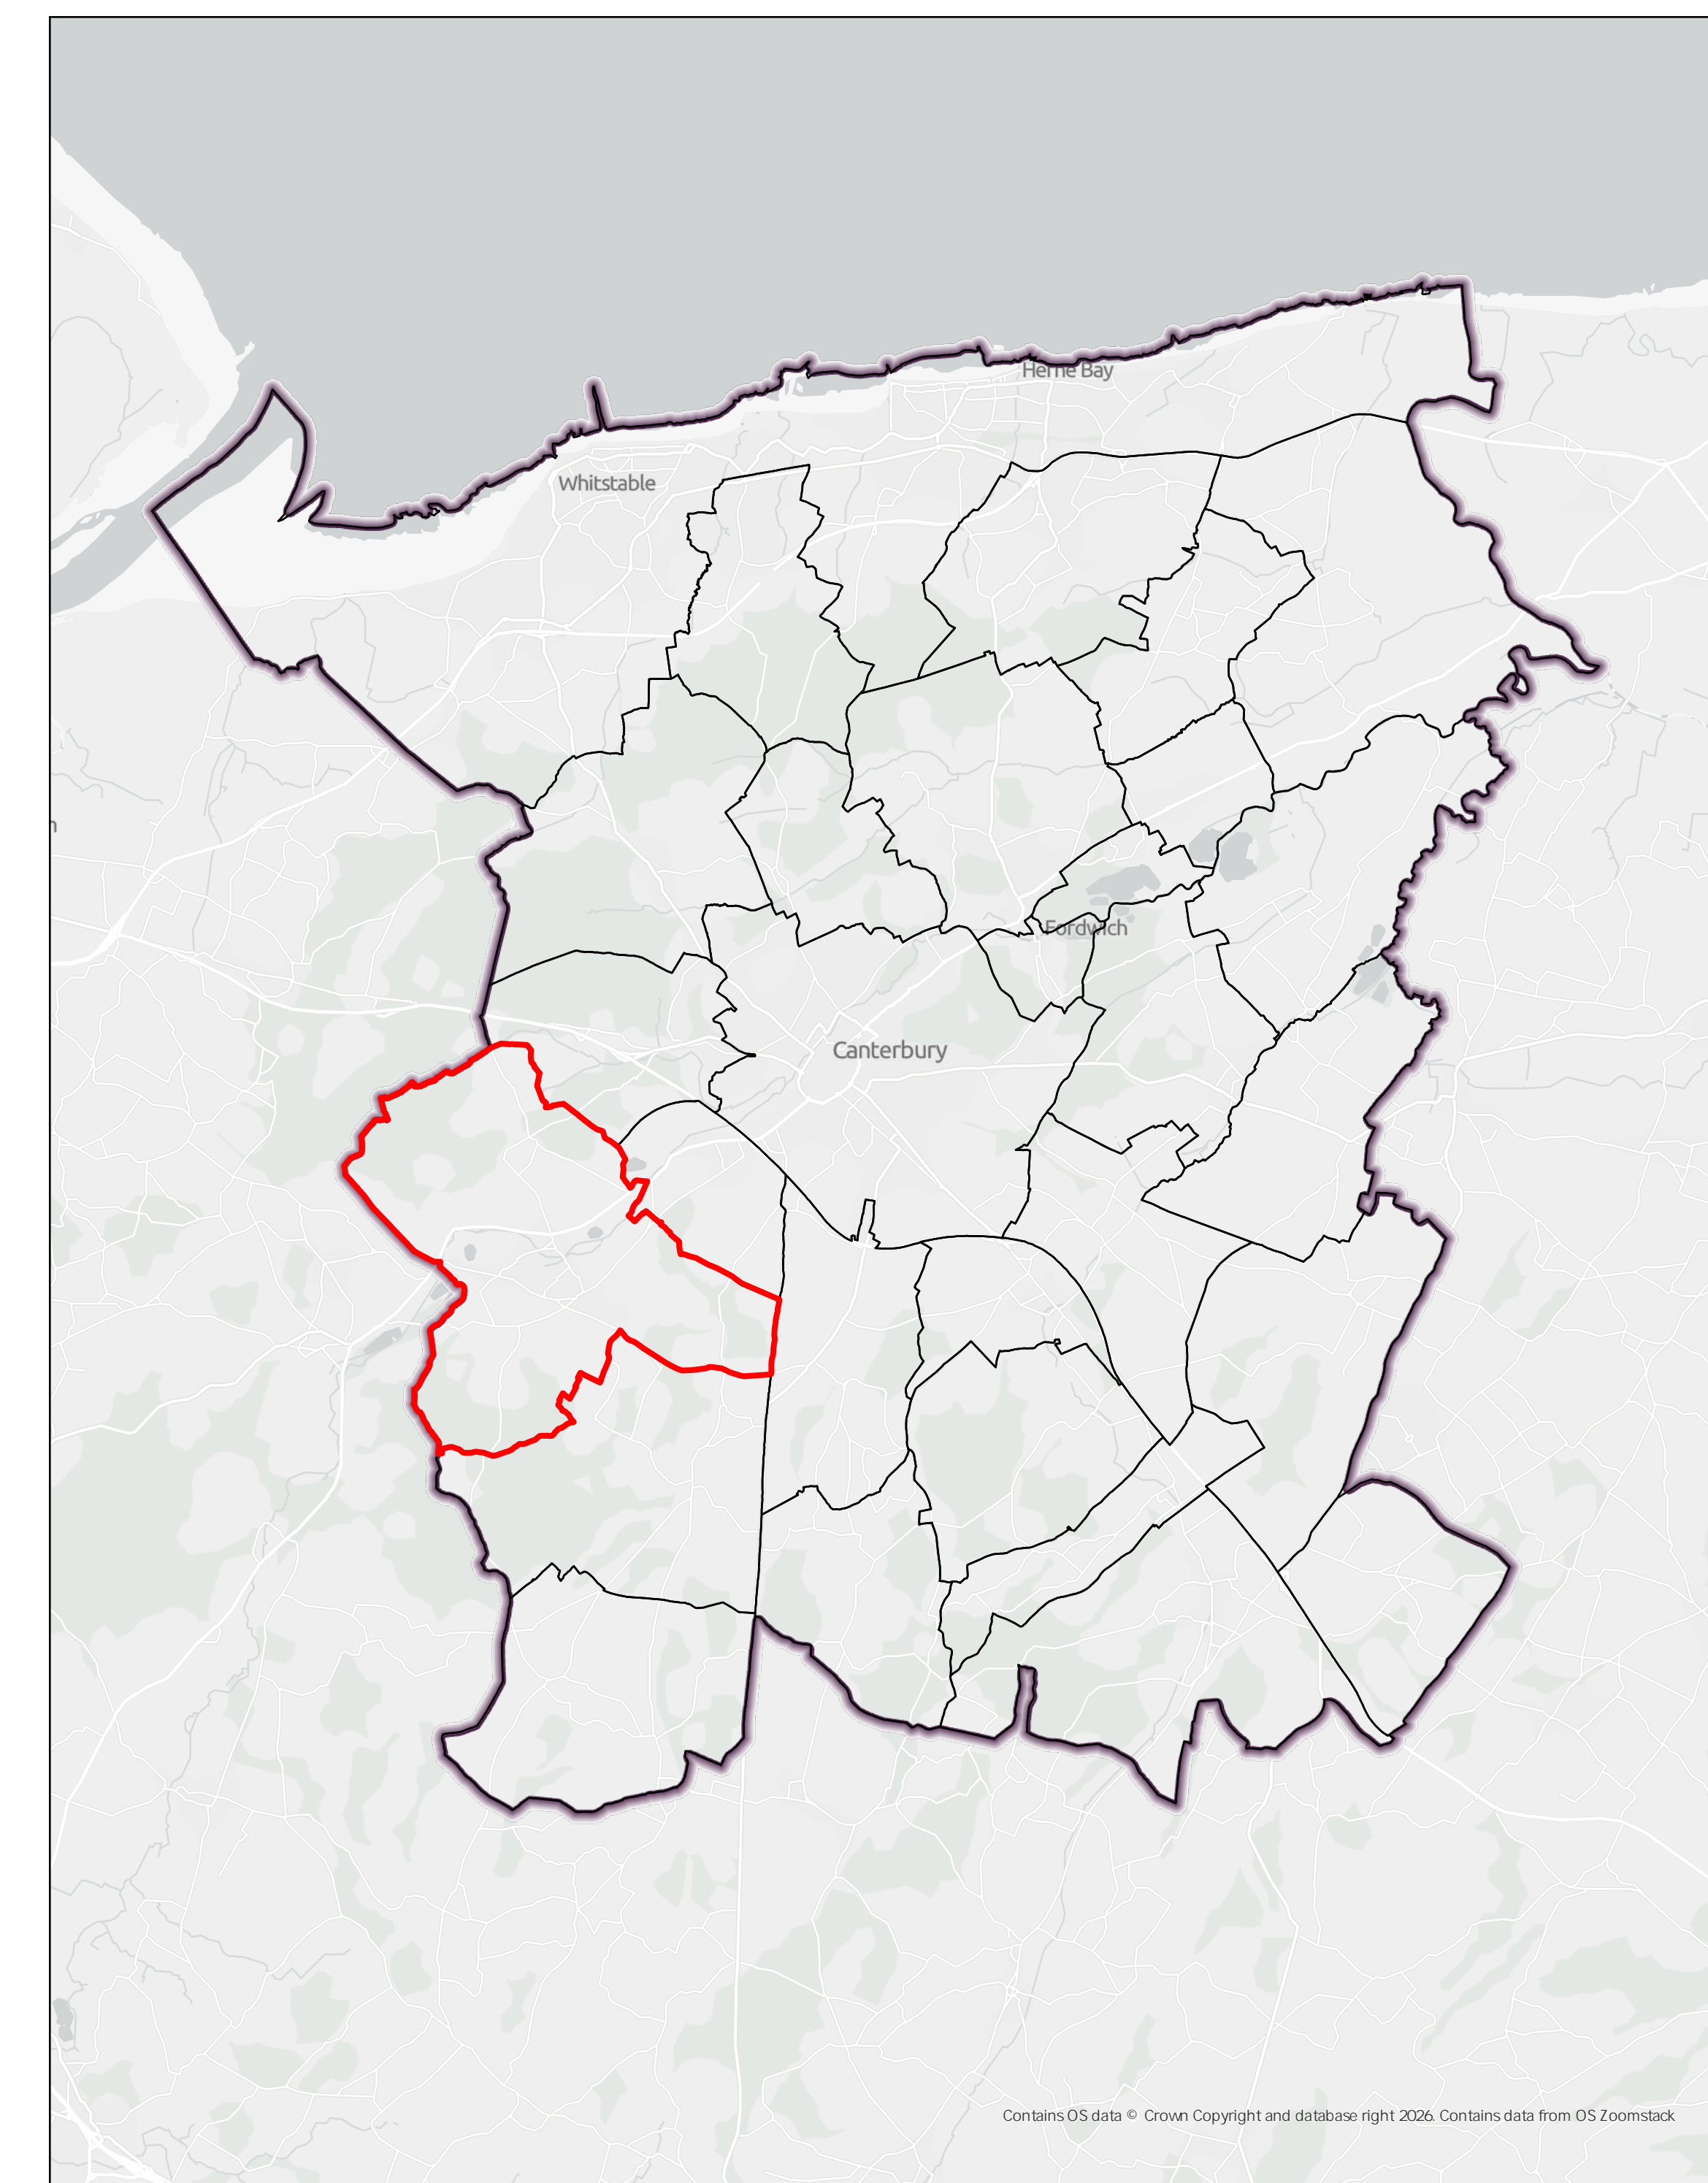 Herne Bay
Whitstable
Fordwich
Canterbury
Contains OS data © Crown Copyright and database right 2026. Contains data from OS Zoomstack